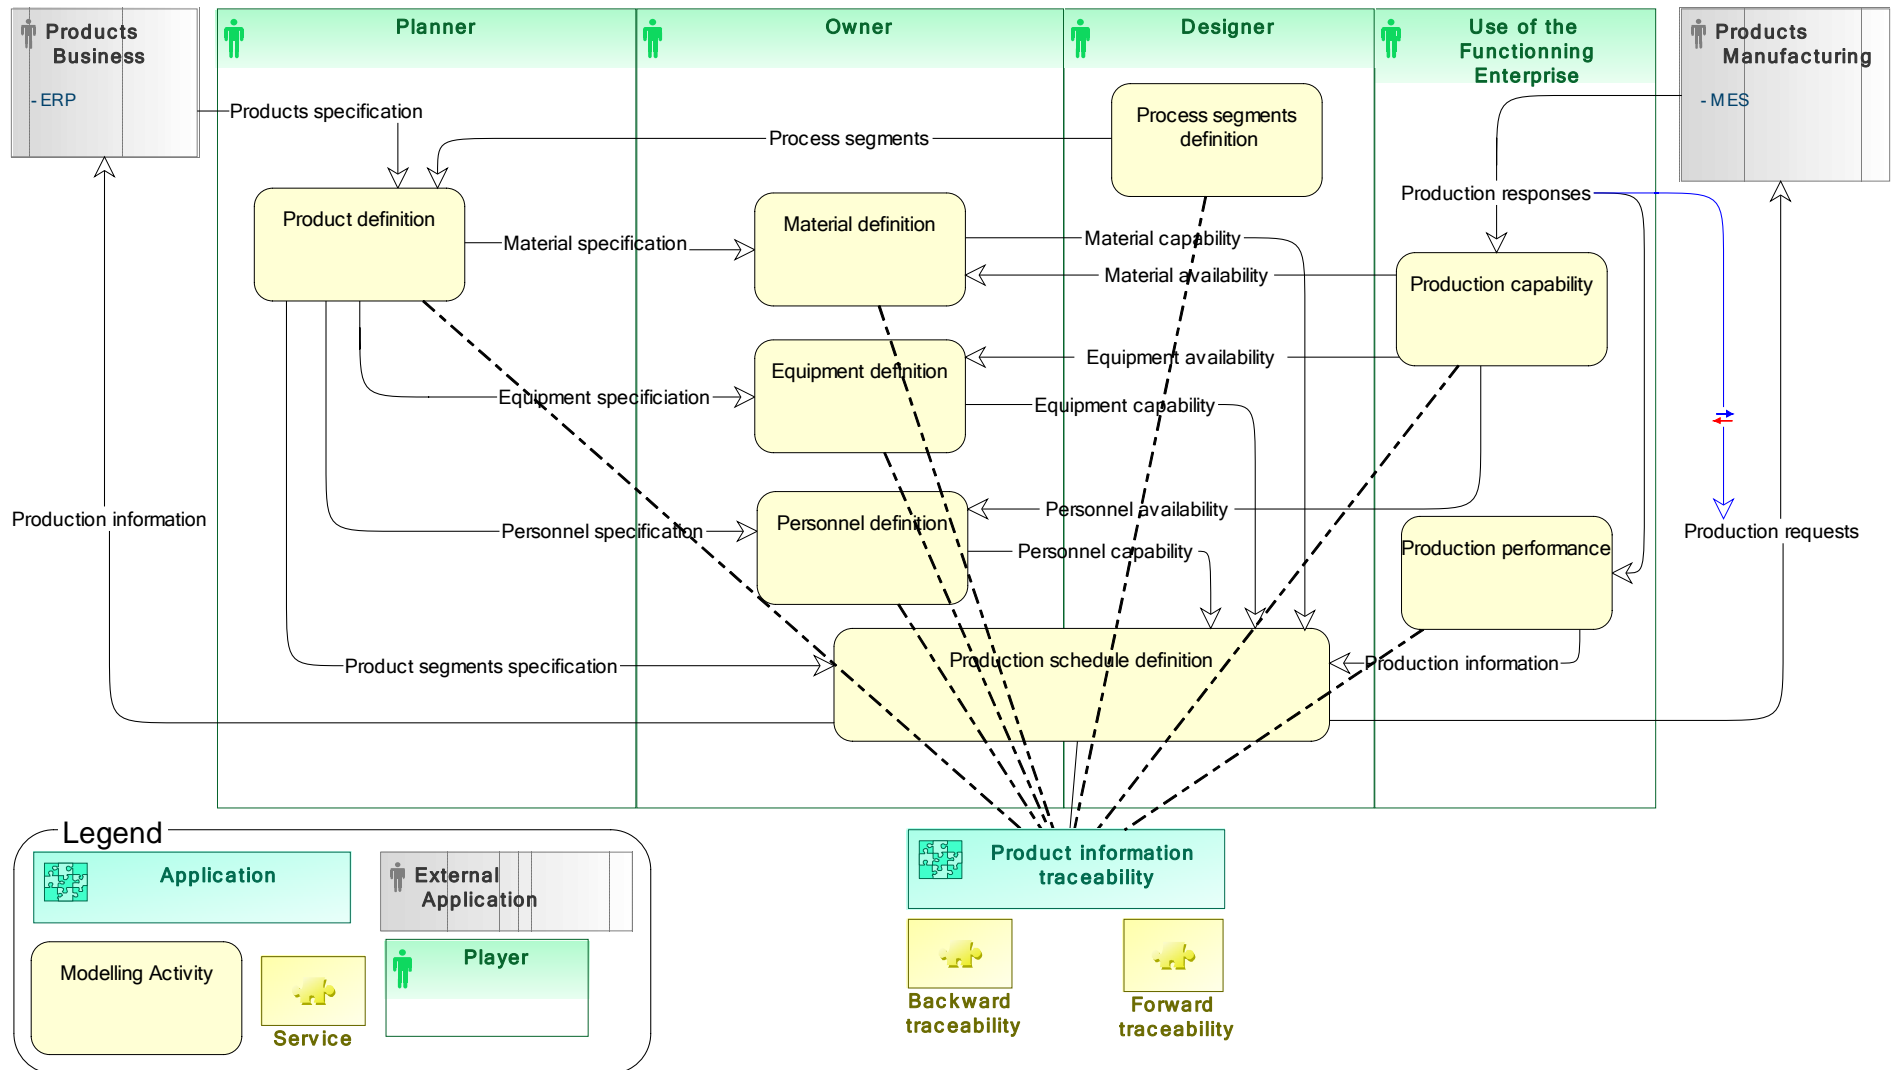 Products
Business
- ERP
Planner
Owner
Designer
Use of the
Functionning
Enterprise
Products
Manufacturing
- MES
Products specification
Process segments
Process segments
definition
Production responses
Product definition
Material specification
Material definition
Material capability
Material availability
Production capability
Equipment definition
Equipment availability
Equipment specificiation
Equipment capability
Production information
Personnel specification
Personnel definition
Personnel availability
Personnel capability
Production performance
Production requests
Product segments specification
Production schedule definition
Production information
Legend
Application
External
Application
Modelling Activity
Service
Player
Product information
traceability
Backward
traceability
Forward
traceability